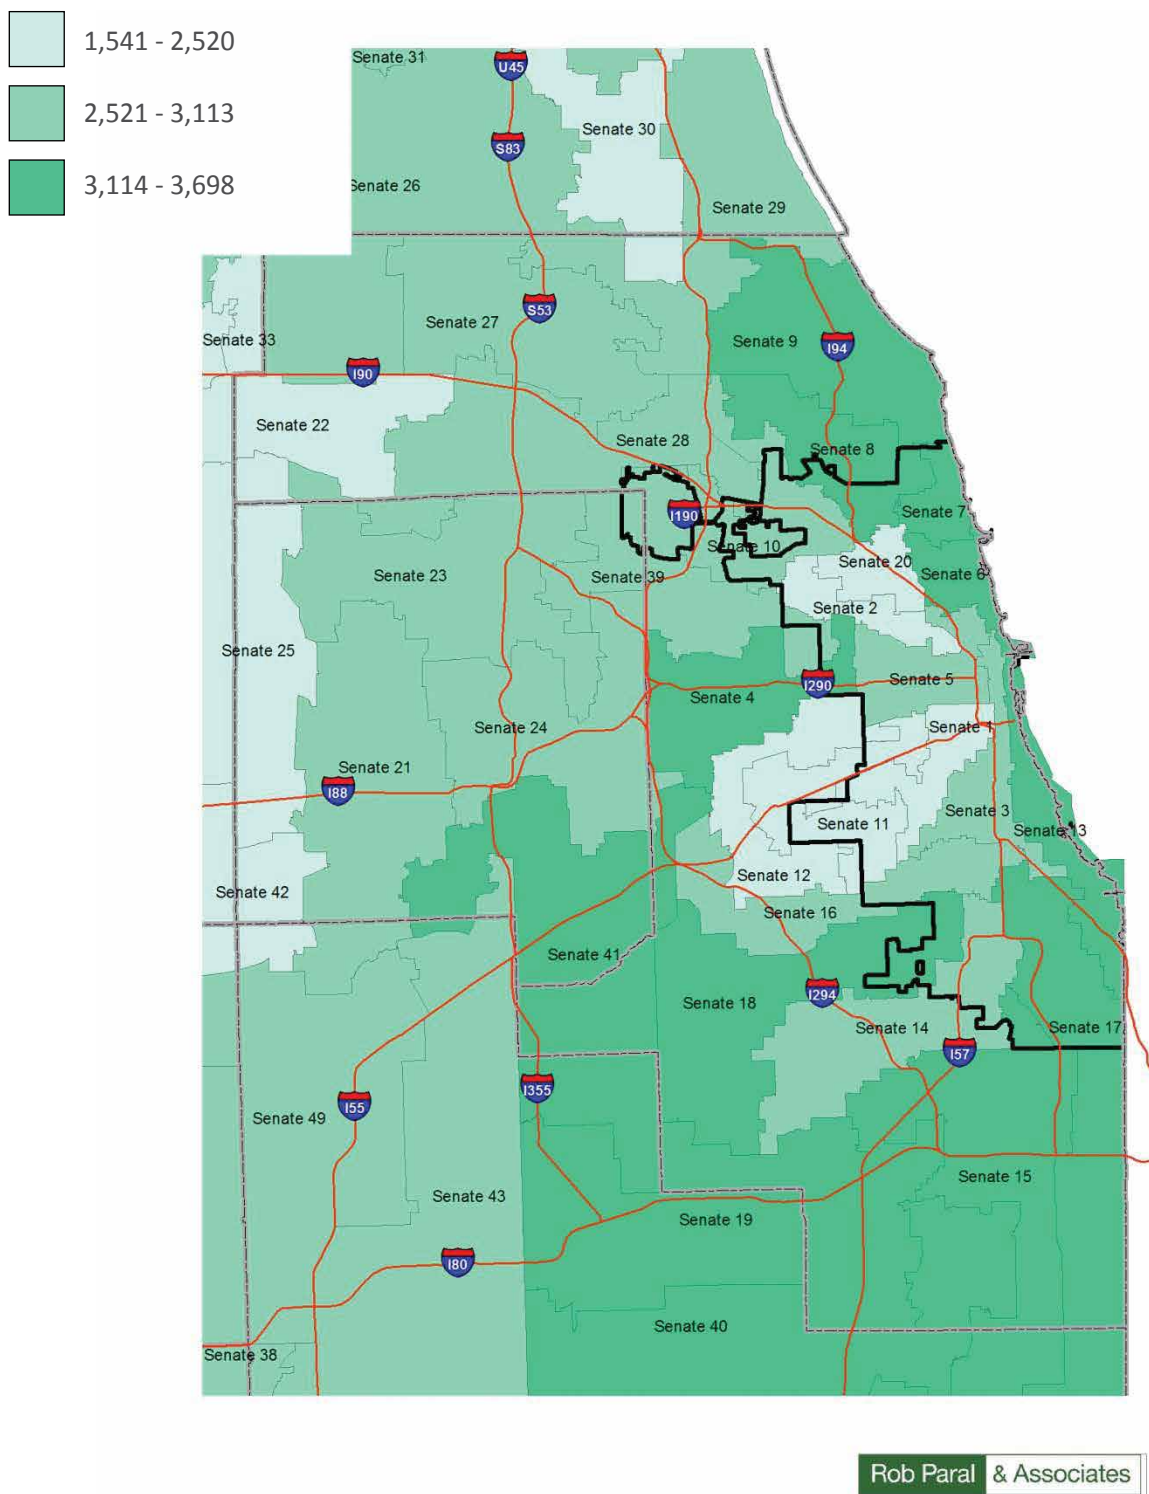 1,541 - 2,520
2,521 - 3,113
3,114 - 3,698
Senate 31
U45
Senate 30
S83
Senate 26
Senate 29
S53
Senate 27
Senate 33
Senate 9
I94
I90
Senate 22
Senate 28
Senate 8
I190
Senate 7
Senate 10
Senate 20
Senate 23
Senate 39
Senate 6
Senate 2
Senate 25
I290
Senate 5
Senate 4
Senate 24
Senate 1
Senate 21
I88
Senate 3
Senate 11
Senate 13
Senate 12
Senate 42
Senate 16
Senate 41
I294
Senate 18
Senate 14
Senate 17
I57
I355
I55
Senate 49
Senate 15
Senate 43
Senate 19
I80
Senate 40
Senate 38
Rob Paral & Associates